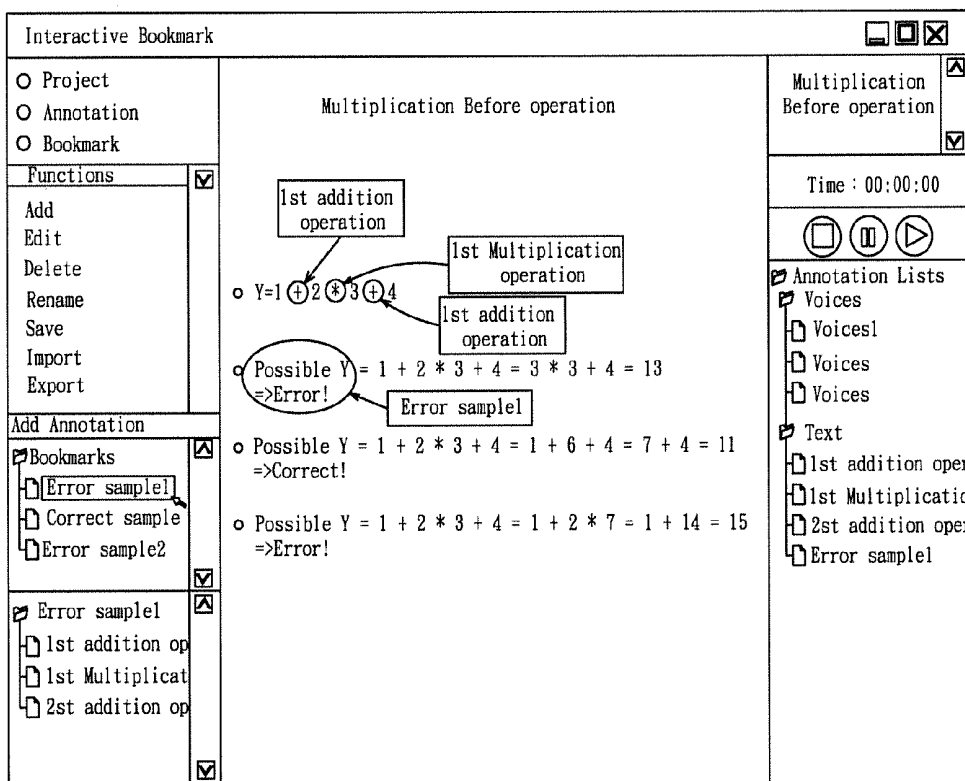 Interactive Bookmark
Project
Annotation
Bookmark
Functions
Add
Edit
Delete
Rename
Save
Import
Export
Add Annotation
Bookmarks
Error sample1
Correct sample
Error sample2
Error sample1
1st addition op
1st Multiplicat
2st addition op
Multiplication Before operation
1st addition
operation
1st Multiplication
operation
Y=1 + 2 * 3 + 4
1st addition
operation
Possible Y = 1 + 2 * 3 + 4 = 3 * 3 + 4 = 13
=>Error!
Error sample1
Possible Y = 1 + 2 * 3 + 4 = 1 + 6 + 4 = 7 + 4 = 11
=>Correct!
Possible Y = 1 + 2 * 3 + 4 = 1 + 2 * 7 = 1 + 14 = 15
=>Error!
Multiplication
Before operation
Time : 00:00:00
Annotation Lists
Voices
Voices1
Voices
Voices
Text
1st addition oper
1st Multiplicatio
2st addition oper
Error sample1